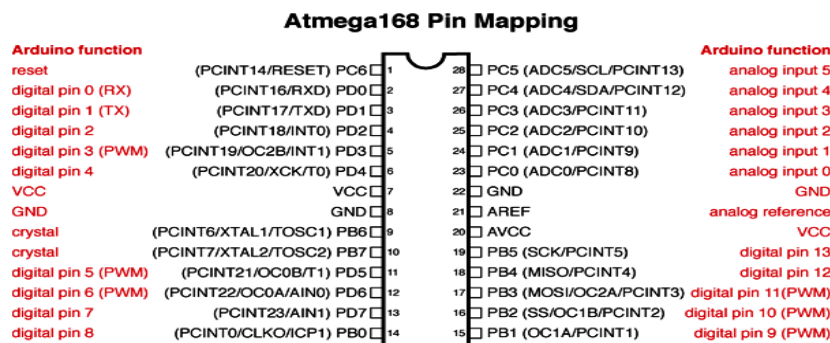 Atmega168 Pin Mapping
Arduino function Arduino function
reset (PCINT14/RESET) PC6 1 28 PC5 (ADC5/SCL/PCINT13) analog input 5
digital pin 0 (RX) (PCINT16/RXD) PD0 2 27 PC4 (ADC4/SDA/PCINT12) analog input 4
digital pin 1 (TX) (PCINT17/TXD) PD1 3 26 PC3 (ADC3/PCINT11) analog input 3
digital pin 2 (PCINT18/INT0) PD2 4 25 PC2 (ADC2/PCINT10) analog input 2
digital pin 3 (PWM) (PCINT19/OC2B/INT1) PD3 5 24 PC1 (ADC1/PCINT9) analog input 1
digital pin 4 (PCINT20/XCK/T0) PD4 6 23 PC0 (ADC0/PCINT8) analog input 0
VCC VCC 7 22 GND GND
GND GND 8 21 AREF analog reference
crystal (PCINT6/XTAL1/TOSC1) PB6 9 20 AVCC VCC
crystal (PCINT7/XTAL2/TOSC2) PB7 10 19 PB5 (SCK/PCINT5) digital pin 13
digital pin 5 (PWM) (PCINT21/OC0B/T1) PD5 11 18 PB4 (MISO/PCINT4) digital pin 12
digital pin 6 (PWM) (PCINT22/OC0A/AIN0) PD6 12 17 PB3 (MOSI/OC2A/PCINT3) digital pin 11(PWM)
digital pin 7 (PCINT23/AIN1) PD7 13 16 PB2 (SS/OC1B/PCINT2) digital pin 10 (PWM)
digital pin 8 (PCINT0/CLKO/ICP1) PB0 14 15 PB1 (OC1A/PCINT1) digital pin 9 (PWM)